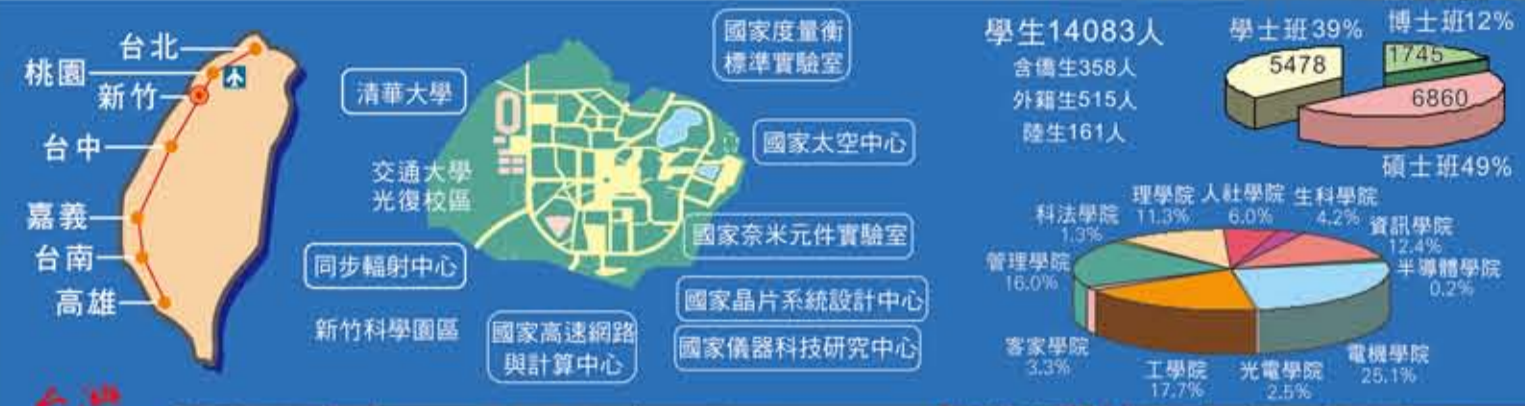 台北
桃園
新竹
台中
嘉義
台南
高雄
清華大學
交通大學
光復校區
同步輻射中心
新竹科學園區
國家高速網路
與計算中心
國家度量衡
標準實驗室
國家太空中心
國家奈米元件實驗室
國家晶片系統設計中心
國家儀器科技研究中心
學生14083人
含僑生358人
外籍生515人
陸生161人
學士班39%
5478
博士班12%
1745
6860
碩士班49%
科法學院
1.3%
理學院
11.3%
人社學院
6.0%
生科學院
4.2%
資訊學院
12.4%
半導體學院
0.2%
管理學院
16.0%
客家學院
3.3%
工學院
17.7%
光電學院
2.5%
電機學院
25.1%